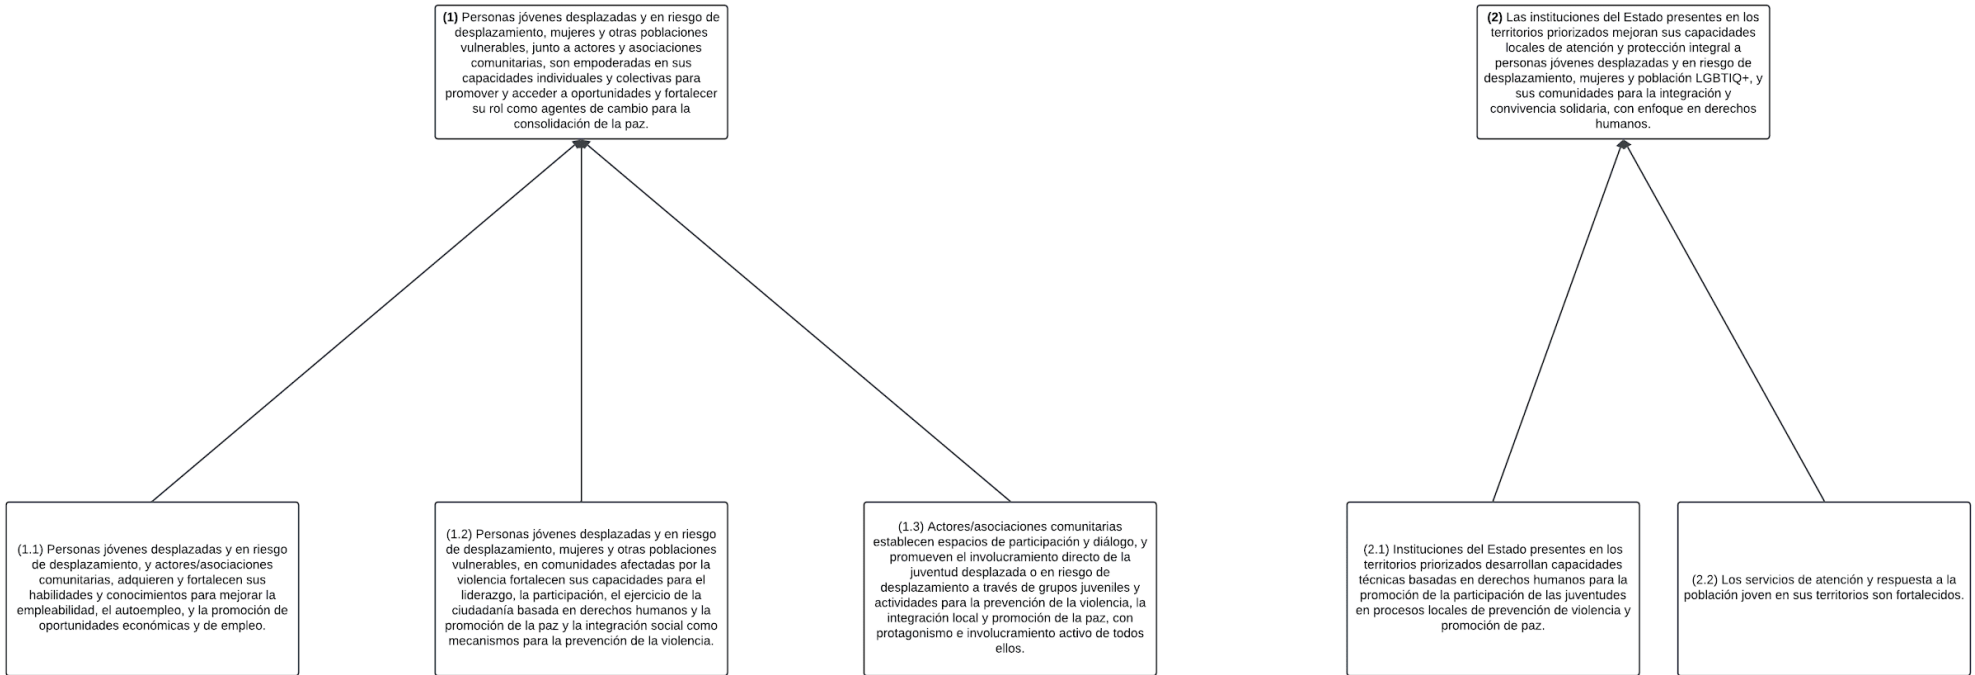 (1) Personas jóvenes desplazadas y en riesgo de
desplazamiento, mujeres y otras poblaciones
vulnerables, junto a actores y asociaciones
comunitarias, son empoderadas en sus
capacidades individuales y colectivas para
promover y acceder a oportunidades y fortalecer
su rol como agentes de cambio para la
consolidación de la paz.
(2) Las instituciones del Estado presentes en los
territorios priorizados mejoran sus capacidades
locales de atención y protección integral a
personas jóvenes desplazadas y en riesgo de
desplazamiento, mujeres y población LGBTIQ+, y
sus comunidades para la integración y
convivencia solidaria, con enfoque en derechos
humanos.
(1.1) Personas jóvenes desplazadas y en riesgo
de desplazamiento, y actores/asociaciones
comunitarias, adquieren y fortalecen sus
habilidades y conocimientos para mejorar la
empleabilidad, el autoempleo, y la promoción de
oportunidades económicas y de empleo.
(1.2) Personas jóvenes desplazadas y en riesgo
de desplazamiento, mujeres y otras poblaciones
vulnerables, en comunidades afectadas por la
violencia fortalecen sus capacidades para el
liderazgo, la participación, el ejercicio de la
ciudadanía basada en derechos humanos y la
promoción de la paz y la integración social como
mecanismos para la prevención de la violencia.
(1.3) Actores/asociaciones comunitarias
establecen espacios de participación y diálogo, y
promueven el involucramiento directo de la
juventud desplazada o en riesgo de
desplazamiento a través de grupos juveniles y
actividades para la prevención de la violencia, la
integración local y promoción de la paz, con
protagonismo e involucramiento activo de todos
ellos.
(2.1) Instituciones del Estado presentes en los
territorios priorizados desarrollan capacidades
técnicas basadas en derechos humanos para la
promoción de la participación de las juventudes
en procesos locales de prevención de violencia y
promoción de paz.
(2.2) Los servicios de atención y respuesta a la
población joven en sus territorios son fortalecidos.